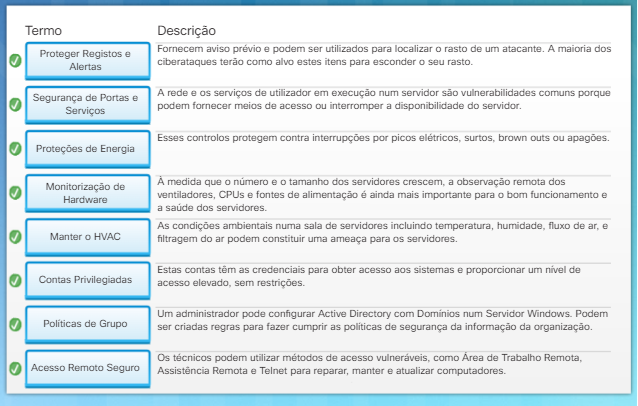 Termo
Descrição
Proteger Registos e
Alertas
Fornecem aviso prévio e podem ser utilizados para localizar o rasto de um atacante. A maioria dos
ciberataques terão como alvo estes itens para esconder o seu rasto.
Segurança de Portas e
Serviços
A rede e os serviços de utilizador em execução num servidor são vulnerabilidades comuns porque
podem fornecer meios de acesso ou interromper a disponibilidade do servidor.
Proteções de Energia
Esses controlos protegem contra interrupções por picos elétricos, surtos, brown outs ou apagões.
Monitorização de
Hardware
À medida que o número e o tamanho dos servidores crescem, a observação remota dos
ventiladores, CPUs e fontes de alimentação é ainda mais importante para o bom funcionamento e
a saúde dos servidores.
Manter o HVAC
As condições ambientais numa sala de servidores incluindo temperatura, humidade, fluxo de ar, e
filtragem do ar podem constituir uma ameaça para os servidores.
Contas Privilegiadas
Estas contas têm as credenciais para obter acesso aos sistemas e proporcionar um nível de
acesso elevado, sem restrições.
Políticas de Grupo
Um administrador pode configurar Active Directory com Domínios num Servidor Windows. Podem
ser criadas regras para fazer cumprir as políticas de segurança da informação da organização.
Acesso Remoto Seguro
Os técnicos podem utilizar métodos de acesso vulneráveis, como Área de Trabalho Remota,
Assistência Remota e Telnet para reparar, manter e atualizar computadores.